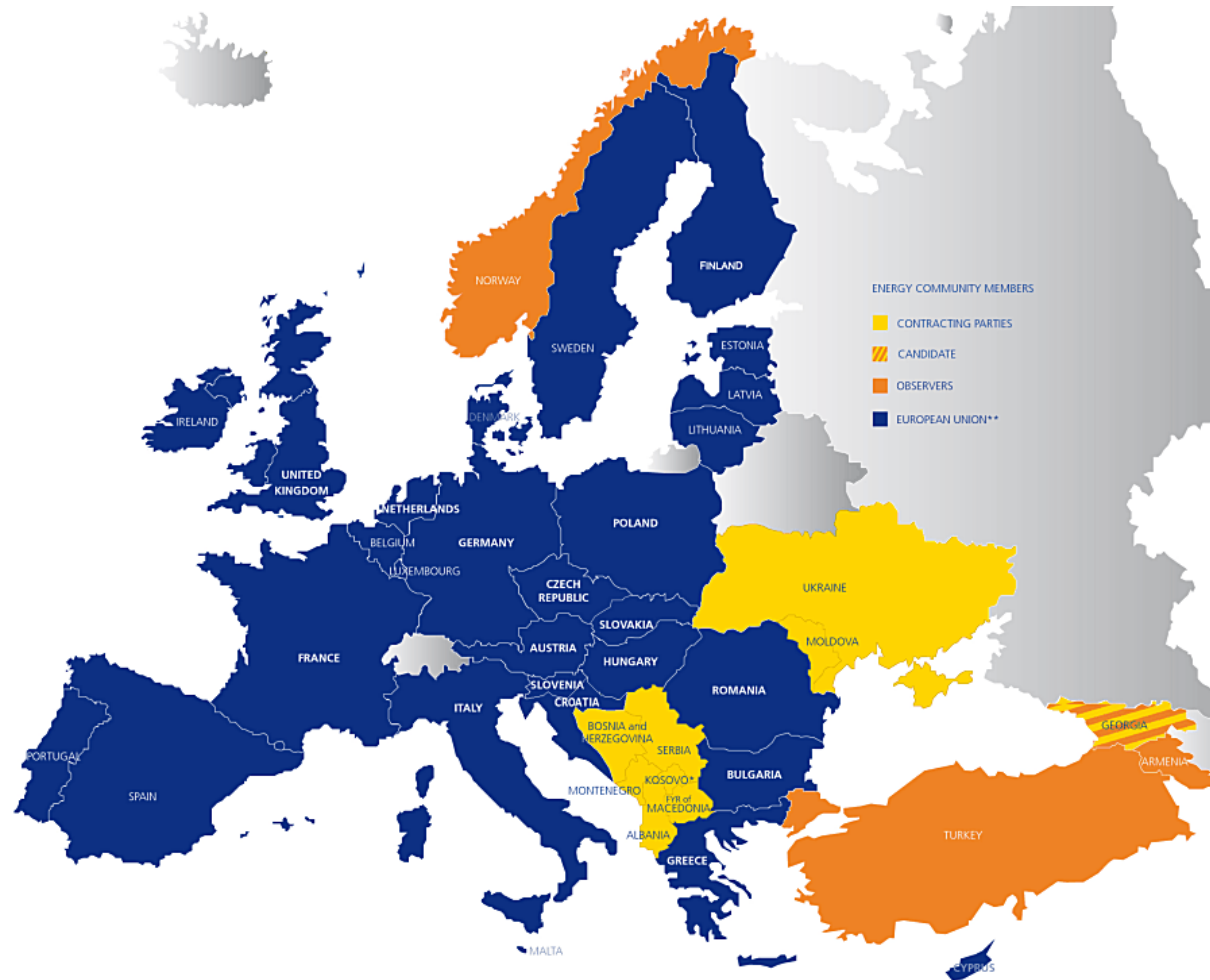 NORWAY
FINLAND
SWEDEN
ENERGY COMMUNITY MEMBERS
CONTRACTING PARTIES
CANDIDATE
OBSERVERS
EUROPEAN UNION**
ESTONIA
LATVIA
LITHUANIA
DENMARK
IRELAND
UNITED
KINGDOM
NETHERLANDS
BELGIUM
LUXEMBOURG
GERMANY
POLAND
CZECH
REPUBLIC
SLOVAKIA
AUSTRIA
HUNGARY
UKRAINE
MOLDOVA
FRANCE
SLOVENIA
CROATIA
ITALY
ROMANIA
BOSNIA and
HERZEGOVINA
SERBIA
KOSOVO*
MONTENEGRO
FYR of
MACEDONIA
ALBANIA
BULGARIA
GREECE
GEORGIA
ARMENIA
TURKEY
PORTUGAL
SPAIN
MALTA
CYPRUS